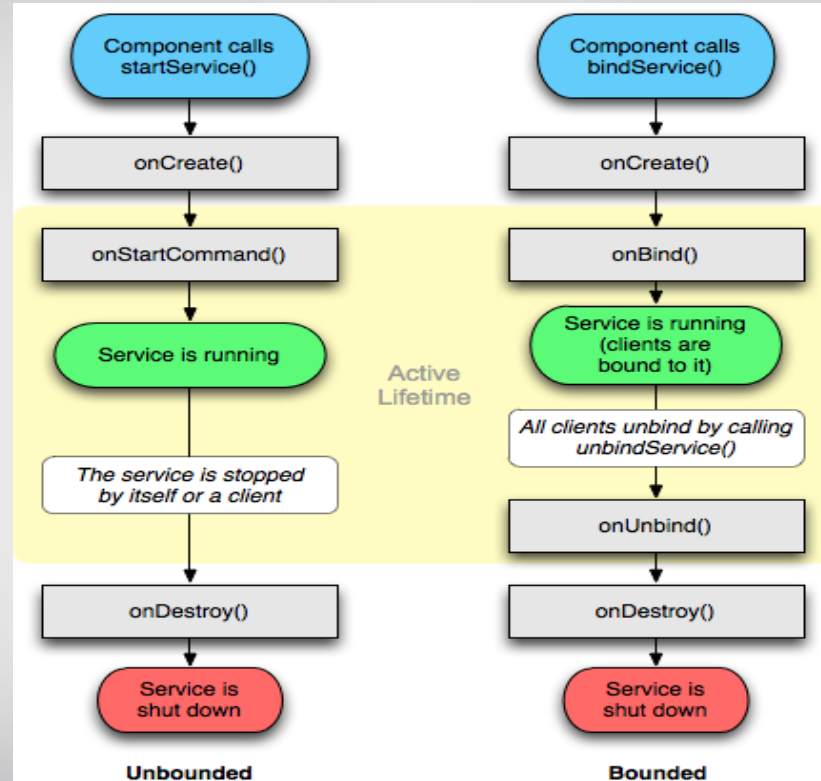 Component calls
startService()
onCreate()
onStartCommand()
Service is running
The service is stopped
by itself or a client
onDestroy()
Service is
shut down
Unbounded
Active
Lifetime
Component calls
bindService()
onCreate()
onBind()
Service is running
(clients are
bound to it)
All clients unbind by calling
unbindService()
onUnbind()
onDestroy()
Service is
shut down
Bounded